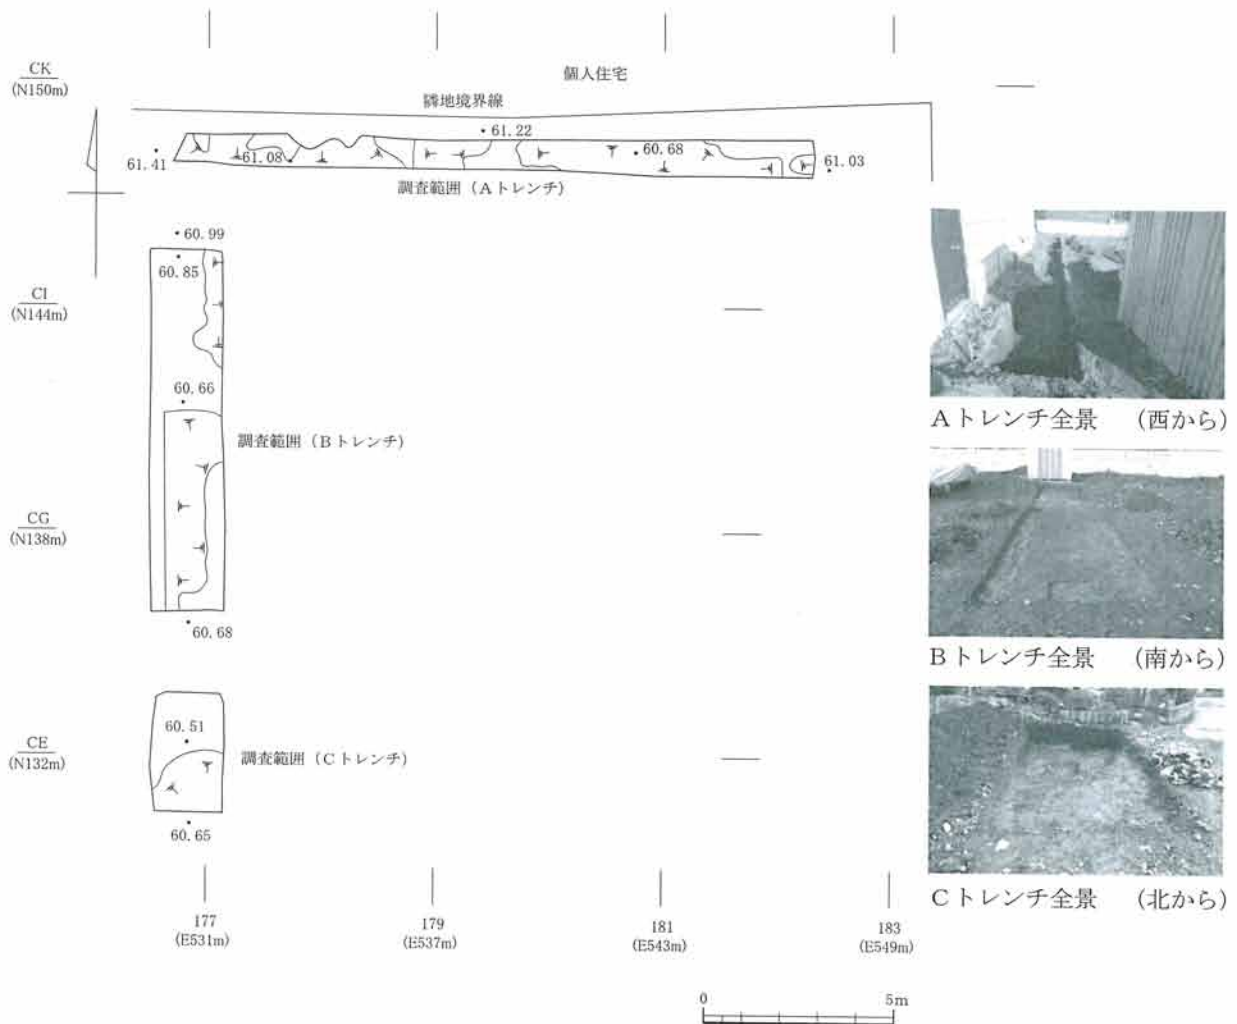 CK
(N150m)
個人住宅
隣地境界線
61.41
61.08
61.22
60.68
61.03
調査範囲 (Aトレンチ)
60.99
60.85
CI
(N144m)
60.66
調査範囲 (Bトレンチ)
CG
(N138m)
60.68
60.51
CE
(N132m)
調査範囲 (Cトレンチ)
60.65
177
(E531m)
179
(E537m)
181
(E543m)
183
(E549m)
0 5m
Aトレンチ全景 (西から)
Bトレンチ全景 (南から)
Cトレンチ全景 (北から)